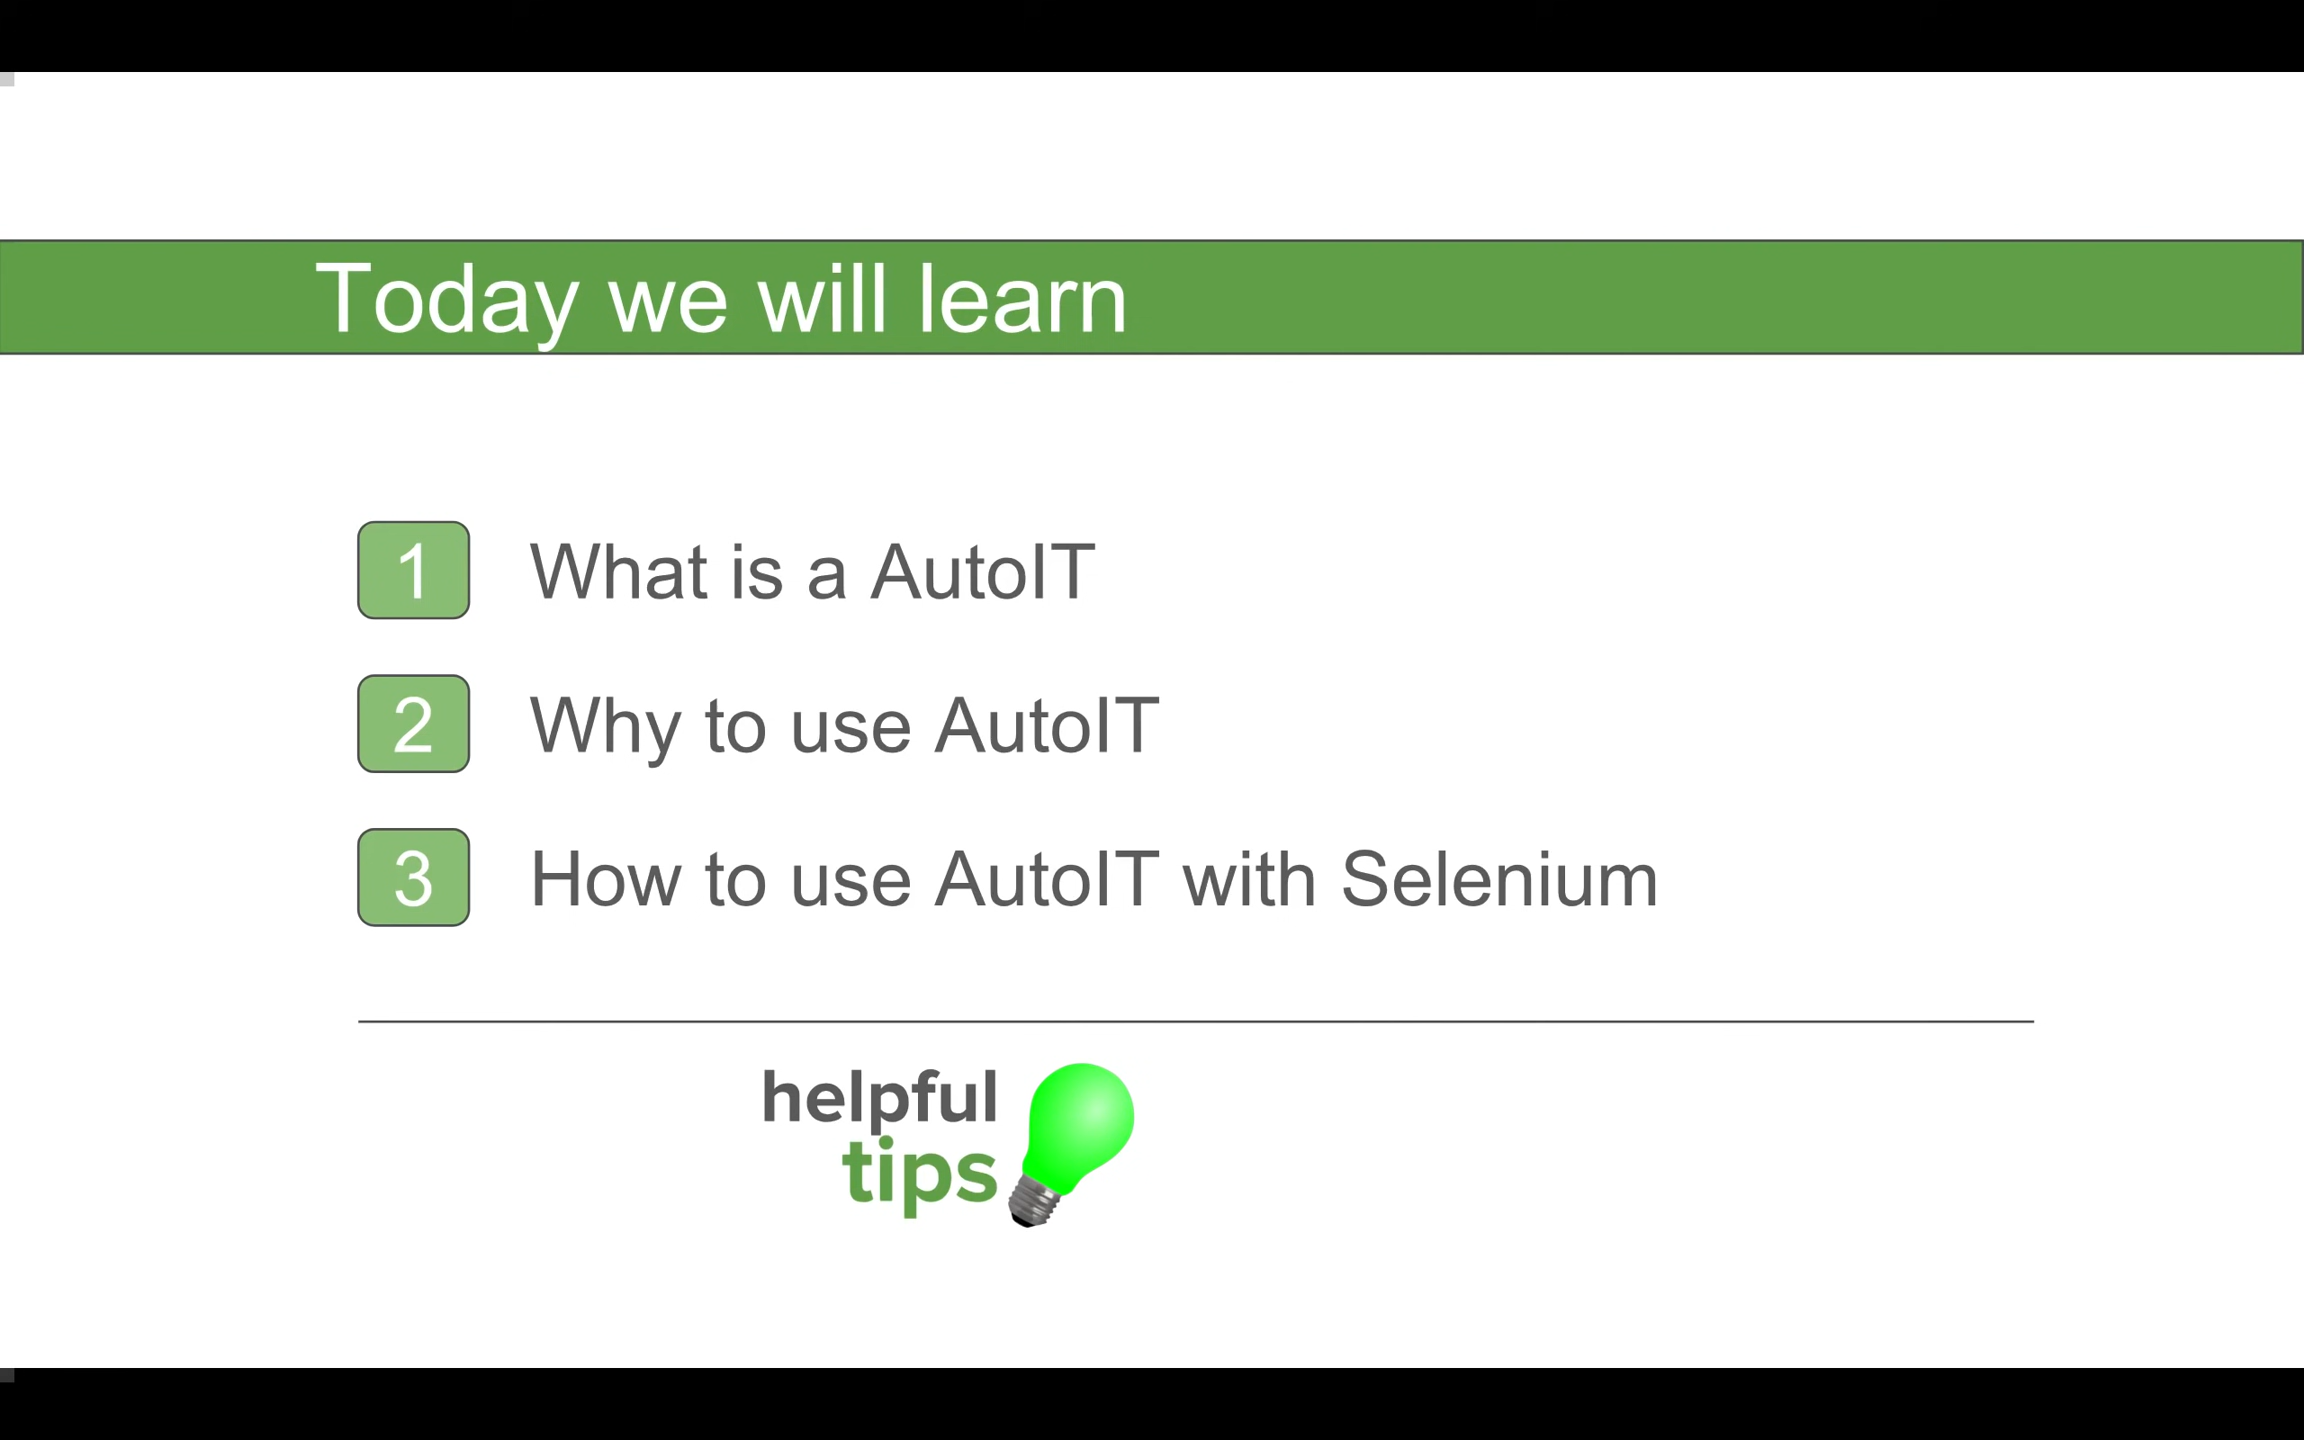 Today we will learn
1 What is a AutoIT
2 Why to use AutoIT
3 How to use AutoIT with Selenium
helpful
tips